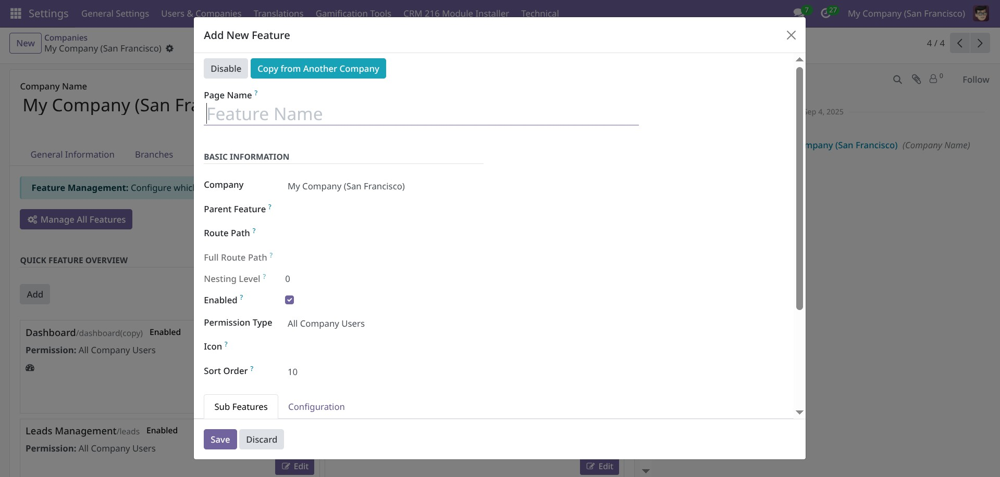 Settings General Settings Users & Companies Translations Gamification Tools CRM 216 Module Installer Technical 7 27 My Company (San Francisco)
New Companies
My Company (San Francisco)
4 / 4
Add New Feature
Disable Copy from Another Company
Page Name ?
Feature Name
BASIC INFORMATION
Company My Company (San Francisco)
Parent Feature ?
Route Path ?
Full Route Path ?
Nesting Level ? 0
Enabled ?
Permission Type All Company Users
Icon ?
Sort Order ? 10
Sub Features Configuration
Save Discard
Company Name
My Company (San Fra
General Information Branches
Feature Management: Configure which
Manage All Features
QUICK FEATURE OVERVIEW
Add
Dashboard/dashboard(copy) Enabled
Permission: All Company Users
Leads Management/leads Enabled
Permission: All Company Users
Edit Edit
0 Follow
Sep 4, 2025
mpany (San Francisco) (Company Name)